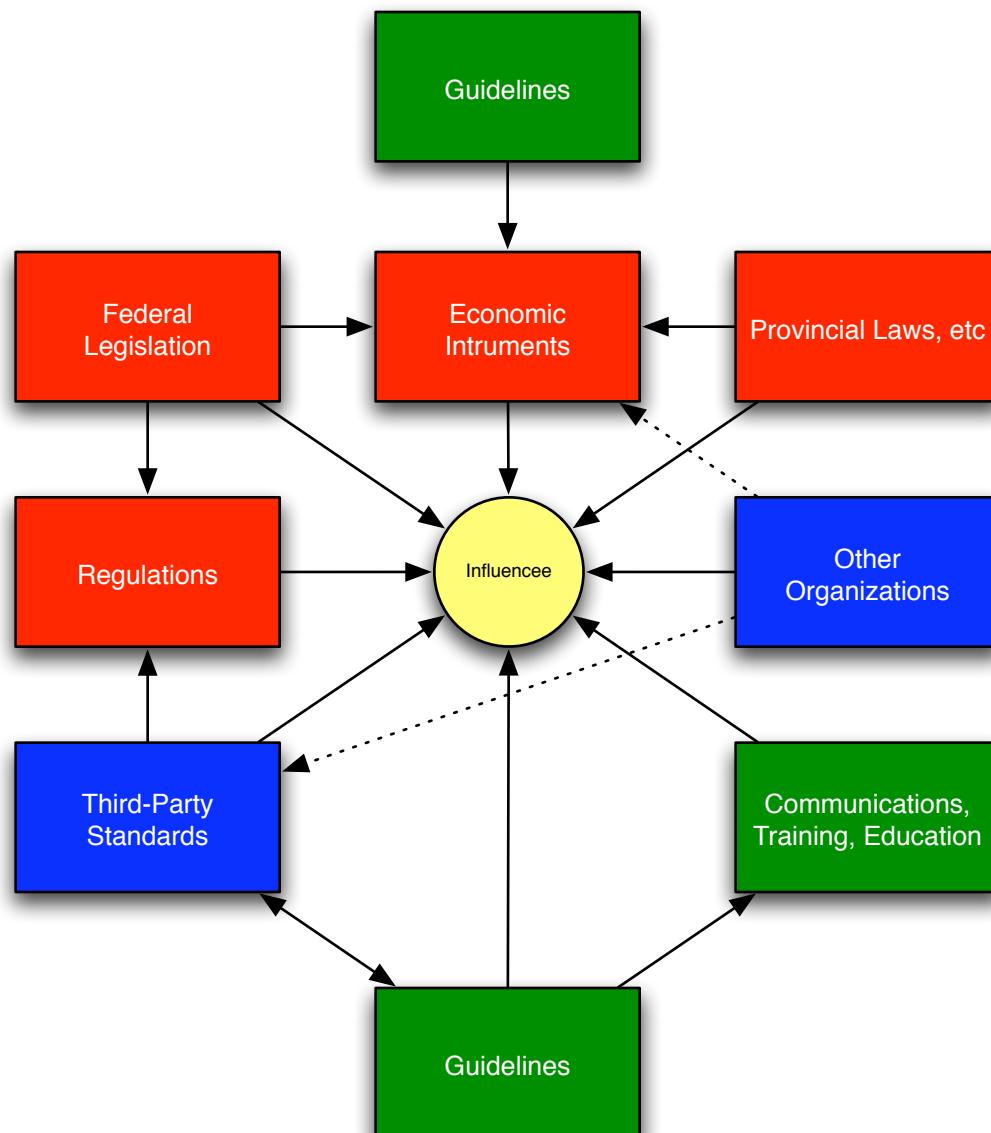 Guidelines
Federal
Legislation
Economic
Intruments
Provincial Laws, etc
Regulations
Influencee
Other
Organizations
Third-Party
Standards
Communications,
Training, Education
Guidelines